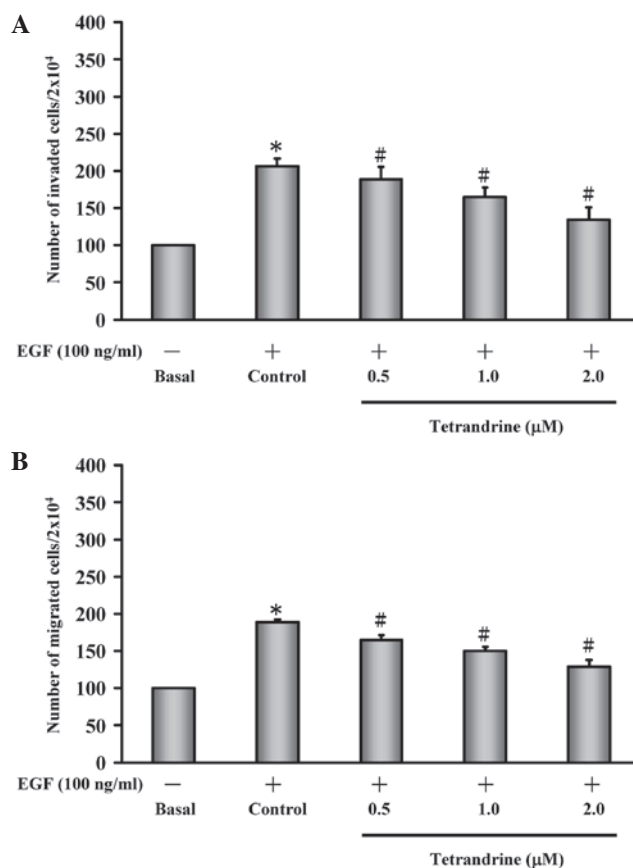 A
Number of invaded cells/2x10⁴
400
350
300
250
200
150
100
50
0
* # # #
EGF (100 ng/ml) — + + + +
Basal Control 0.5 1.0 2.0
Tetrandrine (μM)
B
Number of migrated cells/2x10⁴
400
350
300
250
200
150
100
50
0
* # # #
EGF (100 ng/ml) — + + + +
Basal Control 0.5 1.0 2.0
Tetrandrine (μM)